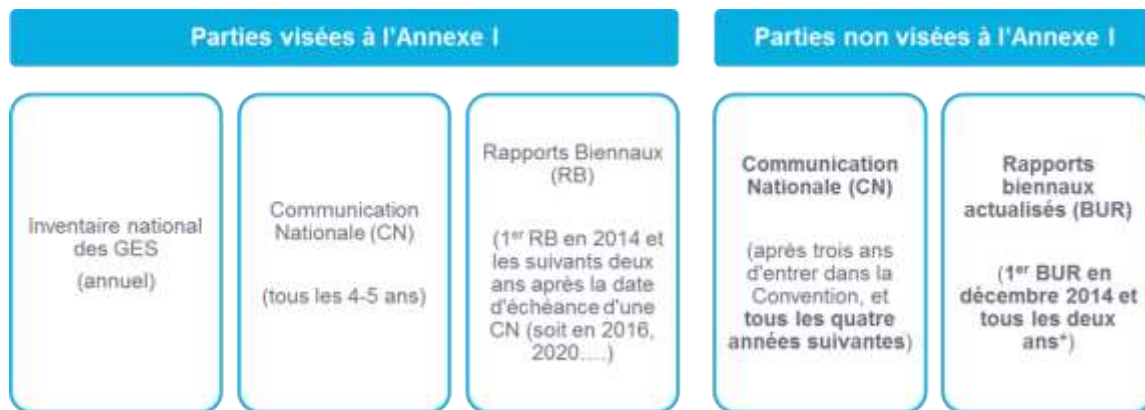 Parties visées à l'Annexe I
Parties non visées à l'Annexe I
Inventaire national
des GES
(annuel)
Communication
Nationale (CN)
(tous les 4-5 ans)
Rapports Biennaux
(RB)
(1er RB en 2014 et
les suivants deux
ans après la date
d'échéance d'une
CN (soit en 2016,
2020....)
Communication
Nationale (CN)
(après trois ans
d'entrer dans la
Convention, et
tous les quatre
années suivantes)
Rapports
biennaux
actualisés (BUR)
(1er BUR en
décembre 2014 et
tous les deux
ans*)